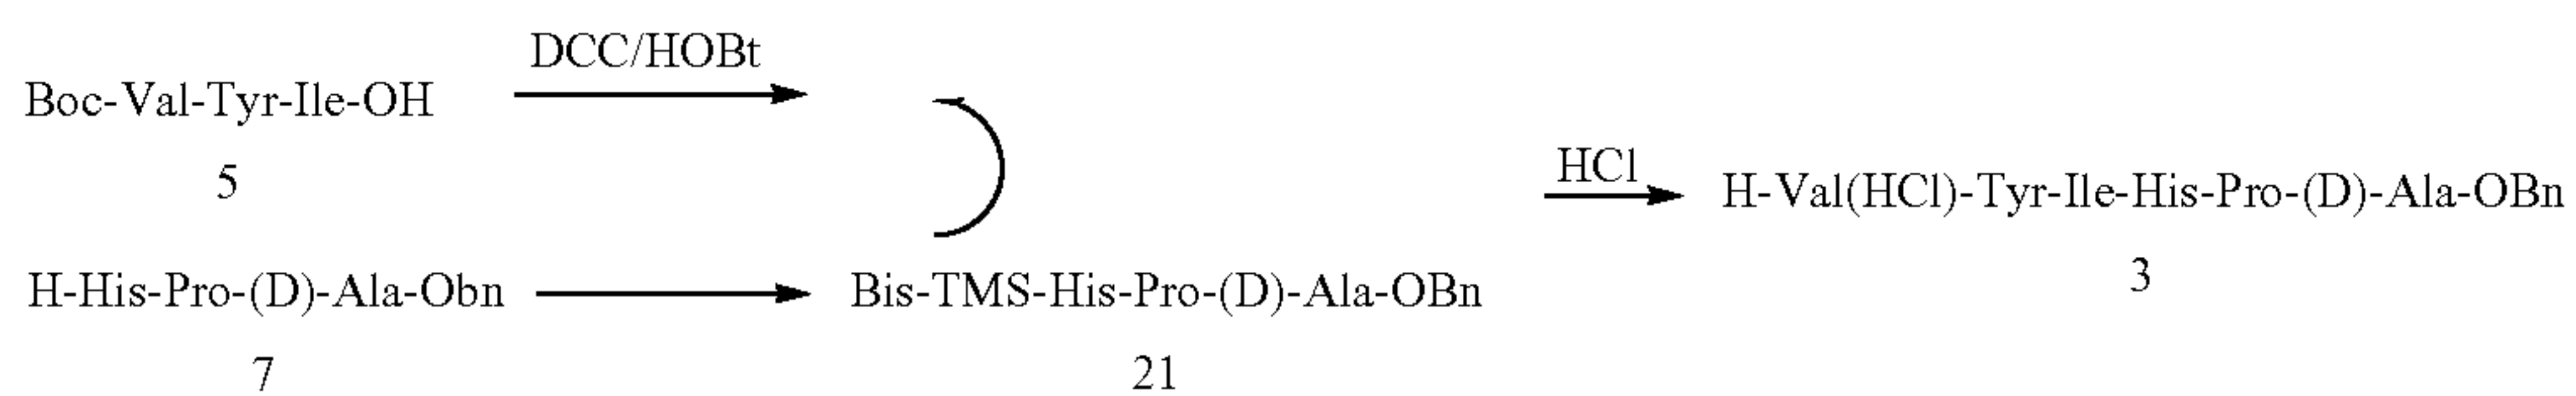 DCC/HOBt
Boc-Val-Tyr-Ile-OH
5
HCl
H-Val(HCl)-Tyr-Ile-His-Pro-(D)-Ala-OBn
3
H-His-Pro-(D)-Ala-Obn
7
Bis-TMS-His-Pro-(D)-Ala-OBn
21